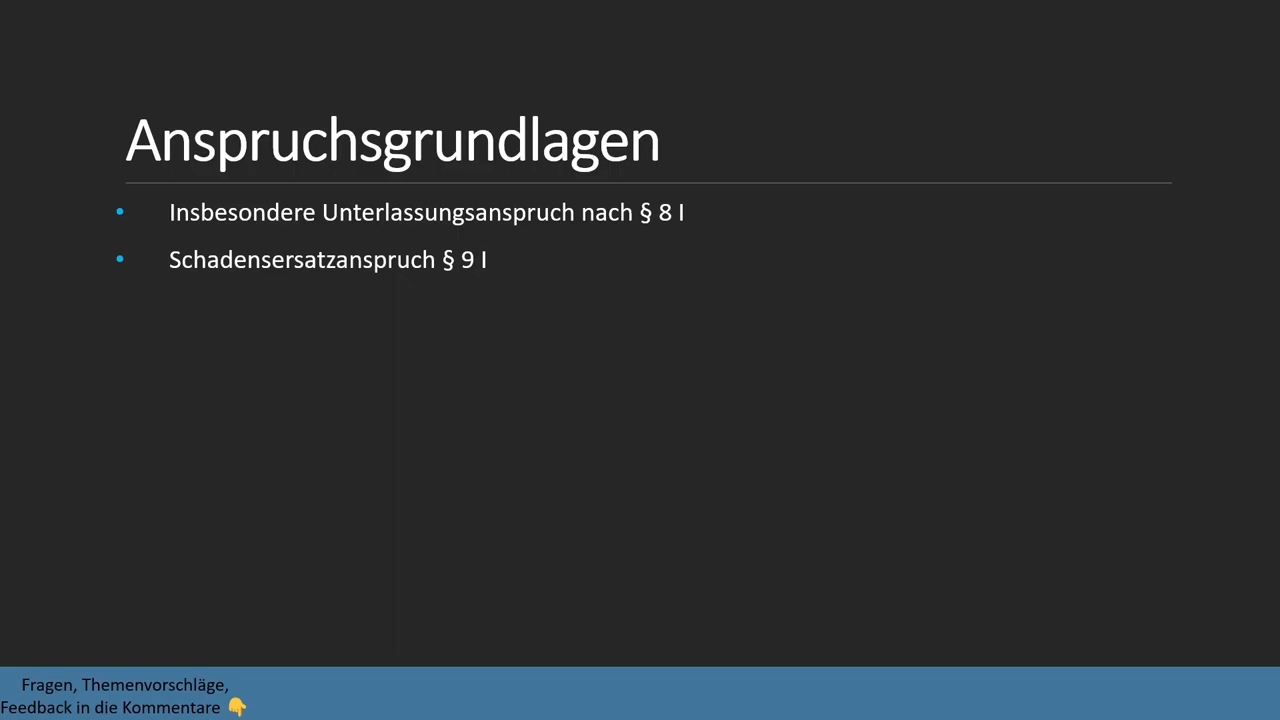 Anspruchsgrundlagen
• Insbesondere Unterlassungsanspruch nach § 8 I
• Schadensersatzanspruch § 9 I
Fragen, Themenvorschläge,
Feedback in die Kommentare 👇